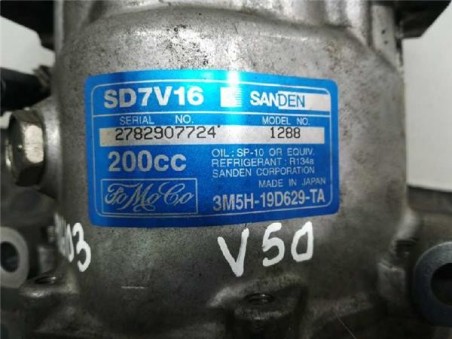 SD7V16 SANDEN
SERIAL NO. MODEL NO.
2782907724 1288
200cc OIL: SP-10 OR EQUIV.
REFRIGERANT: R134a
SANDEN CORPORATION
MADE IN JAPAN
FoMoCo 3M5H-19D629-TA
V50